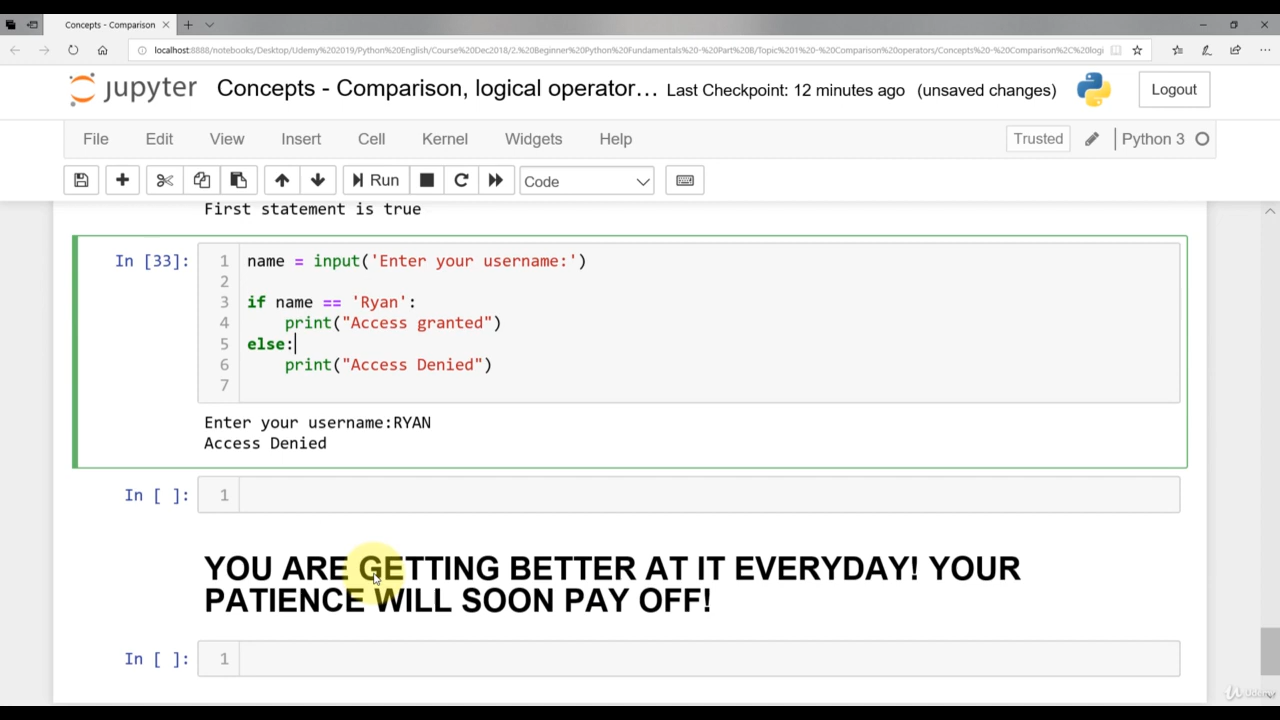 Concepts - Comparison
localhost:8888/notebooks/Desktop/Udemy%202019/Python%20English/Course%20Dec2018/2.%20Beginner%20Python%20Fundamentals%20-%20Part%20B/Topic%201%20-%20Comparison%20operators/Concepts%20-%20Comparison%2C%20logi
jupyter Concepts - Comparison, logical operator... Last Checkpoint: 12 minutes ago (unsaved changes) Logout
File Edit View Insert Cell Kernel Widgets Help Trusted Python 3
Run Code
First statement is true
In [33]: 1 name = input('Enter your username:')
2
3 if name == 'Ryan':
4     print("Access granted")
5 else:
6     print("Access Denied")
7
Enter your username:RYAN
Access Denied
In [ ]: 1
YOU ARE GETTING BETTER AT IT EVERYDAY! YOUR
PATIENCE WILL SOON PAY OFF!
In [ ]: 1
Udemy